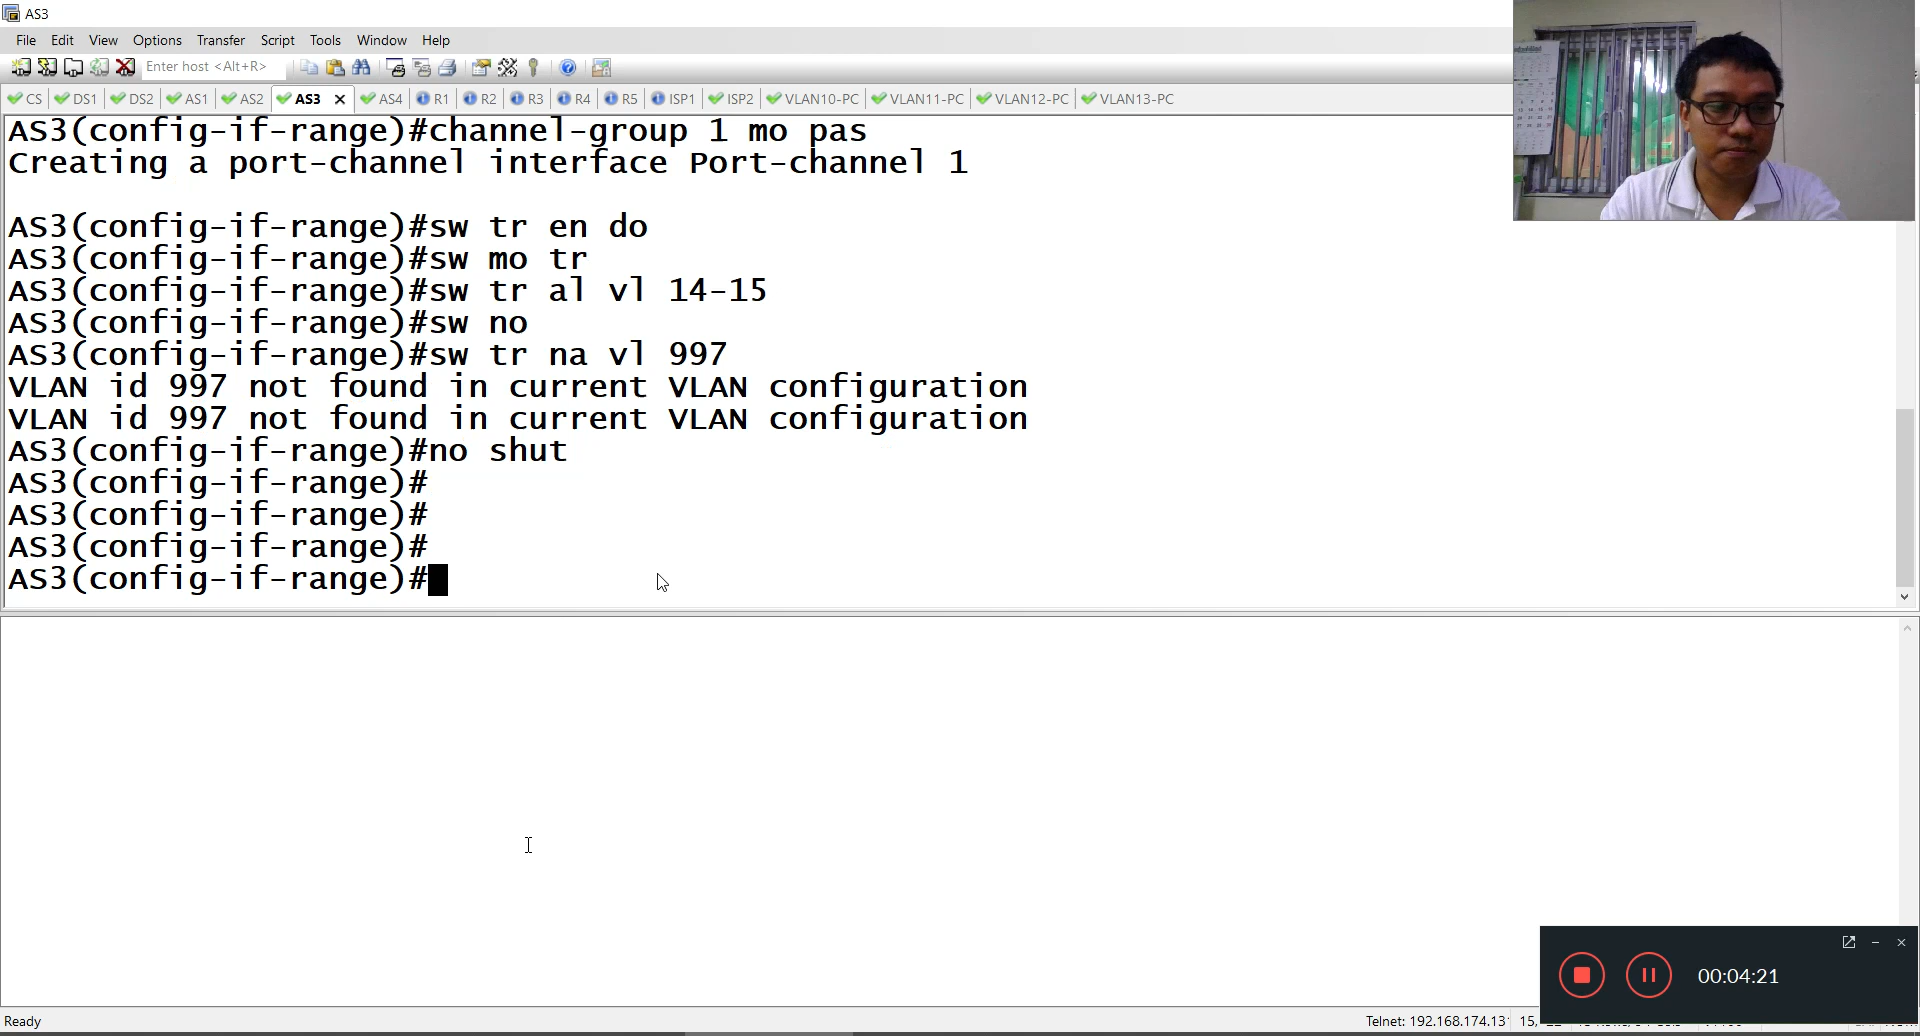 AS3
File Edit View Options Transfer Script Tools Window Help
Enter host <Alt+R>
CS DS1 DS2 AS1 AS2 AS3 AS4 R1 R2 R3 R4 R5 ISP1 ISP2 VLAN10-PC VLAN11-PC VLAN12-PC VLAN13-PC
AS3(config-if-range)#channel-group 1 mo pas
Creating a port-channel interface Port-channel 1
AS3(config-if-range)#sw tr en do
AS3(config-if-range)#sw mo tr
AS3(config-if-range)#sw tr al vl 14-15
AS3(config-if-range)#sw no
AS3(config-if-range)#sw tr na vl 997
VLAN id 997 not found in current VLAN configuration
VLAN id 997 not found in current VLAN configuration
AS3(config-if-range)#no shut
AS3(config-if-range)#
AS3(config-if-range)#
AS3(config-if-range)#
AS3(config-if-range)#
00:04:21
Ready
Telnet: 192.168.174.13 15,